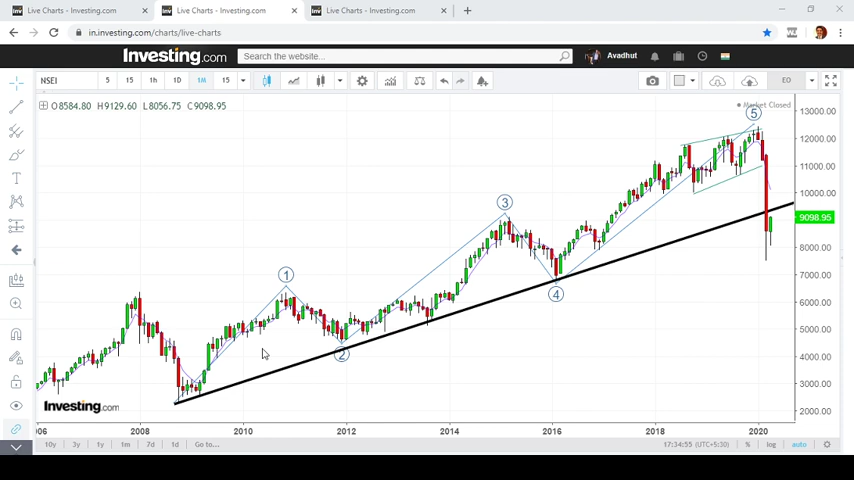 Live Charts - Investing.com
Live Charts - Investing.com
Live Charts - Investing.com
in.investing.com/charts/live-charts
Investing.com
Search the website...
Avadhut
NSEI
5
15
1h
1D
1M
15
EO
O8584.80 H9129.60 L8056.75 C9098.95
Market Closed
13000.00
12000.00
11000.00
10000.00
9098.95
8000.00
7000.00
6000.00
5000.00
4000.00
3000.00
2000.00
1
2
3
4
5
Investing.com
06 2008 2010 2012 2014 2016 2018 2020
10y 3y 1y 1m 7d 1d Go to...
17:34:55 (UTC+5:30) % log auto